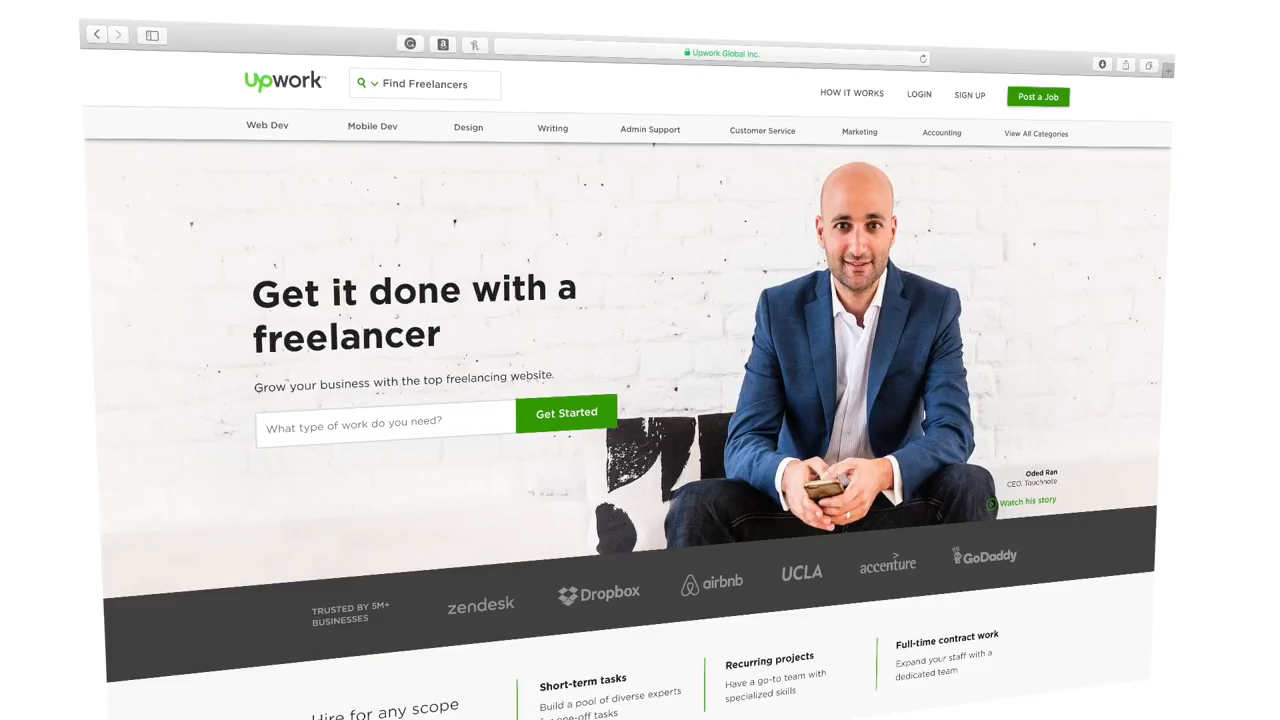 Upwork Global Inc.
upwork
Find Freelancers
HOW IT WORKS
LOGIN
SIGN UP
Post a Job
Web Dev
Mobile Dev
Design
Writing
Admin Support
Customer Service
Marketing
Accounting
View All Categories
Get it done with a
freelancer
Grow your business with the top freelancing website.
What type of work do you need?
Get Started
Oded Ran
CEO, Touchnote
Watch his story
TRUSTED BY 5M+
BUSINESSES
zendesk
Dropbox
airbnb
UCLA
accenture
GoDaddy
Hire for any scope
Short-term tasks
Build a pool of diverse experts
for one-off tasks
Recurring projects
Have a go-to team with
specialized skills
Full-time contract work
Expand your staff with a
dedicated team